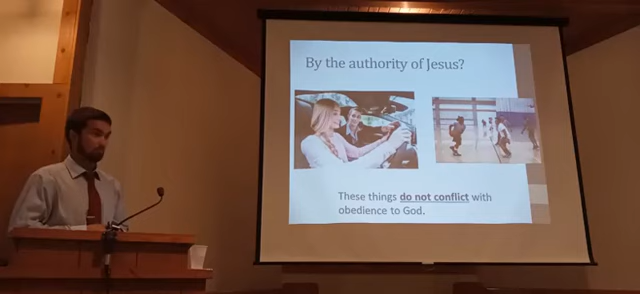 By the authority of Jesus?
These things do not conflict with
obedience to God.